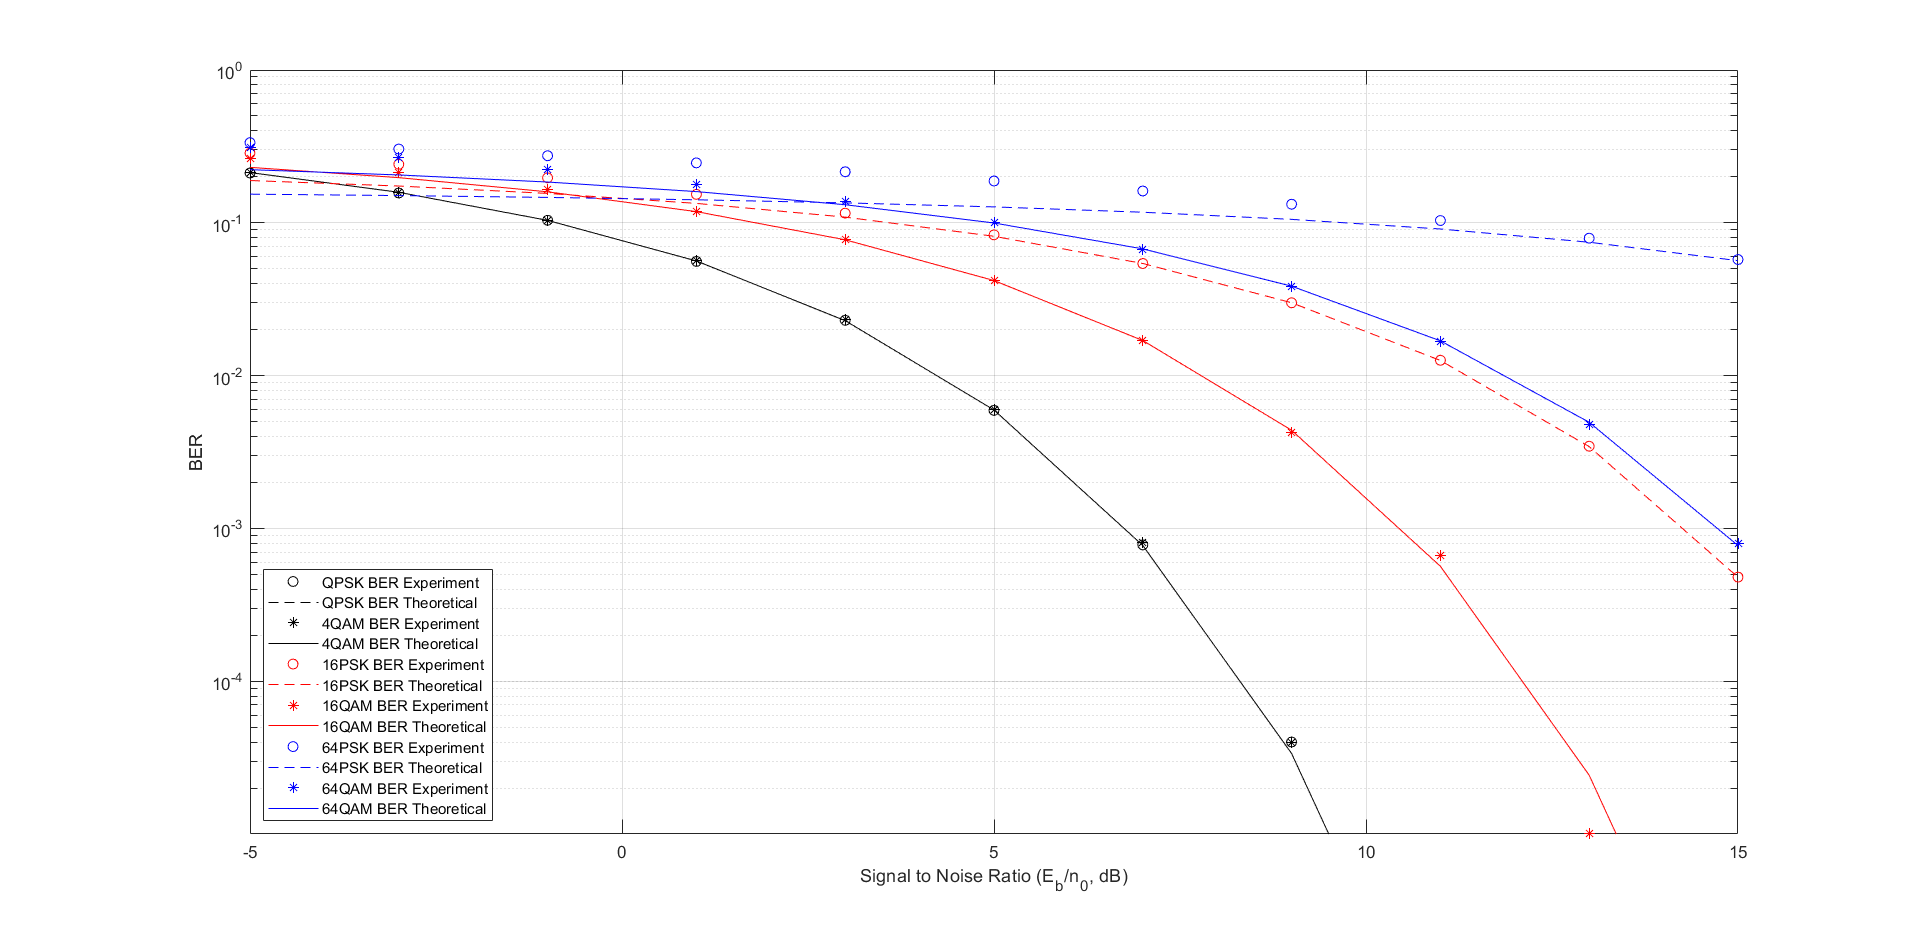 10^0
10^-1
10^-2
10^-3
10^-4
BER
QPSK BER Experiment
QPSK BER Theoretical
4QAM BER Experiment
4QAM BER Theoretical
16PSK BER Experiment
16PSK BER Theoretical
16QAM BER Experiment
16QAM BER Theoretical
64PSK BER Experiment
64PSK BER Theoretical
64QAM BER Experiment
64QAM BER Theoretical
-5 0 5 10 15
Signal to Noise Ratio (E_b/n_0, dB)